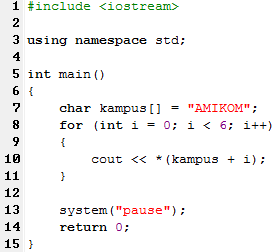 1 #include <iostream>
2
3 using namespace std;
4
5 int main()
6 {
7     char kampus[] = "AMIKOM";
8     for (int i = 0; i < 6; i++)
9     {
10         cout << *(kampus + i);
11     }
12
13     system("pause");
14     return 0;
15 }